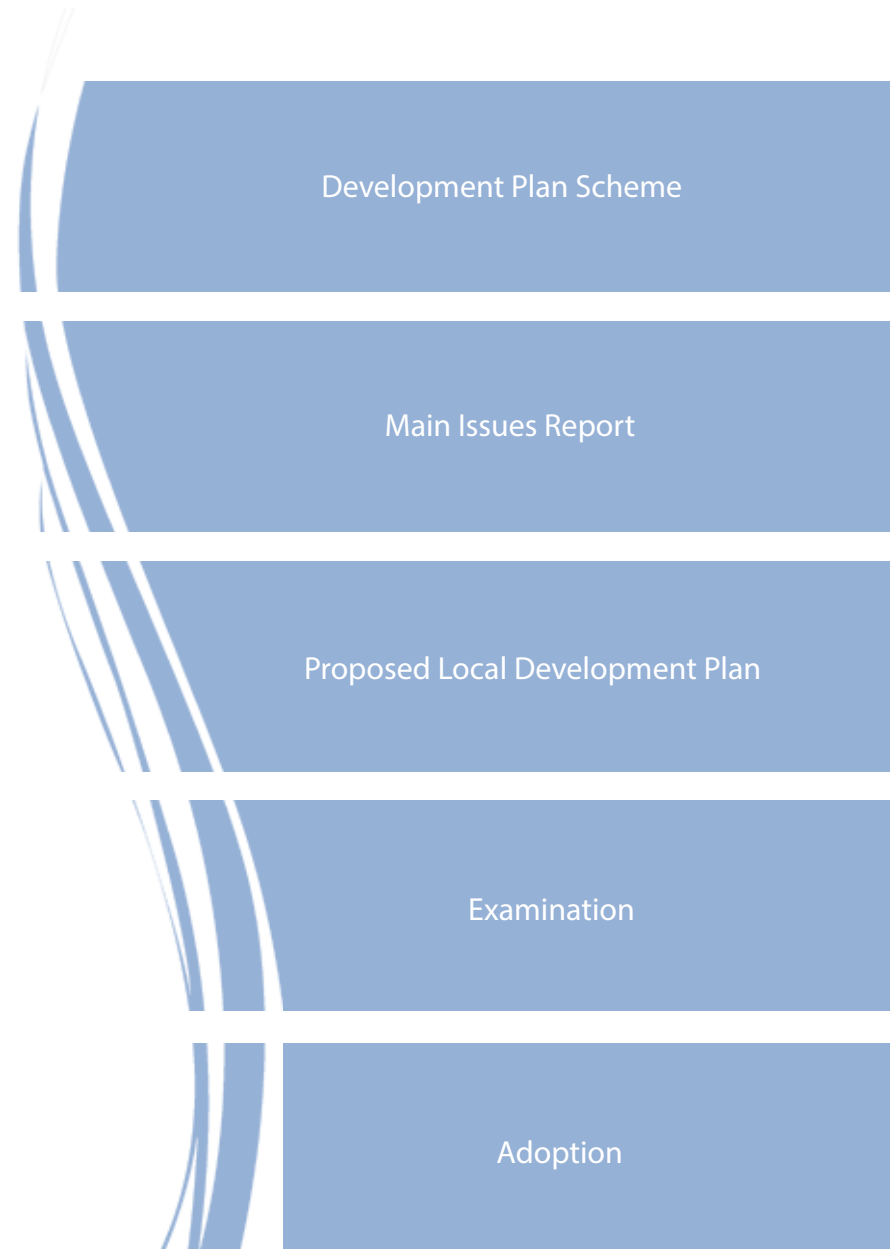 Development Plan Scheme
Main Issues Report
Proposed Local Development Plan
Examination
Adoption